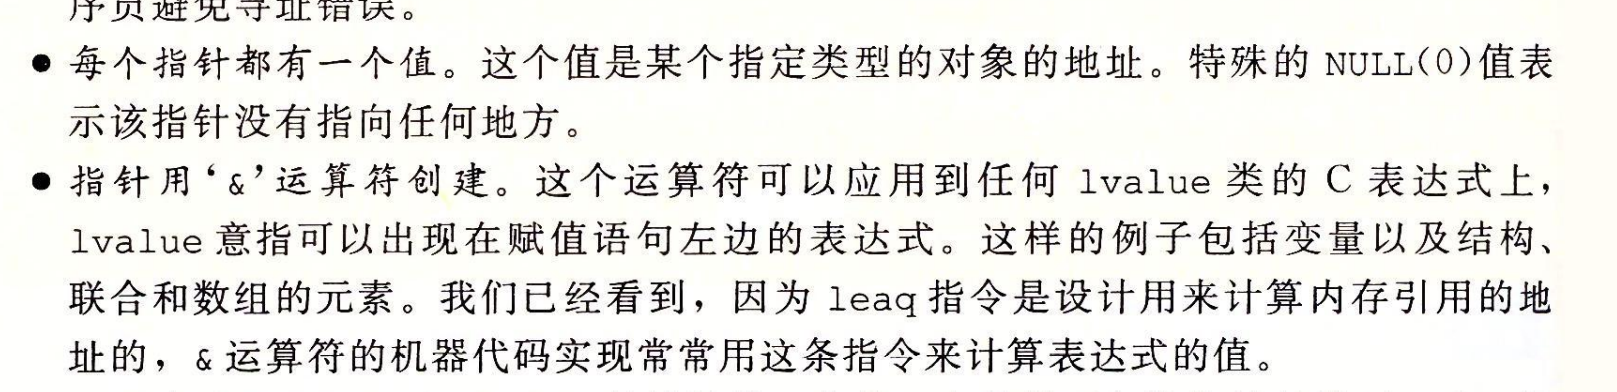 序员避免寻址错误。
● 每个指针都有一个值。这个值是某个指定类型的对象的地址。特殊的 NULL(0)值表
示该指针没有指向任何地方。
● 指针用‘&’运算符创建。这个运算符可以应用到任何 lvalue 类的 C 表达式上，
lvalue 意指可以出现在赋值语句左边的表达式。这样的例子包括变量以及结构、
联合和数组的元素。我们已经看到，因为 leaq 指令是设计用来计算内存引用的地
址的，& 运算符的机器代码实现常常用这条指令来计算表达式的值。